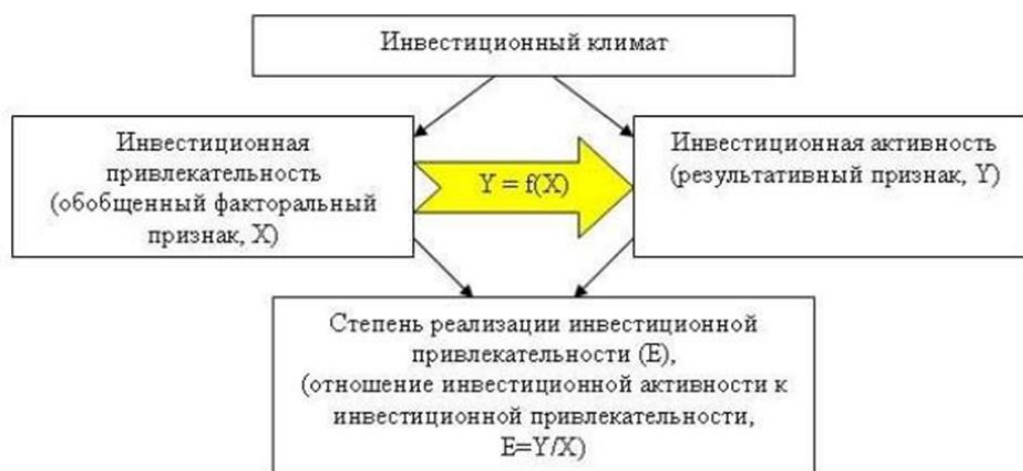 Инвестиционный климат
Инвестиционная
привлекательность
(обобщенный факторальный
признак, X)
Y = f(X)
Инвестиционная активность
(результативный признак, Y)
Степень реализации инвестиционной
привлекательности (E),
(отношение инвестиционной активности к
инвестиционной привлекательности,
E=Y/X)